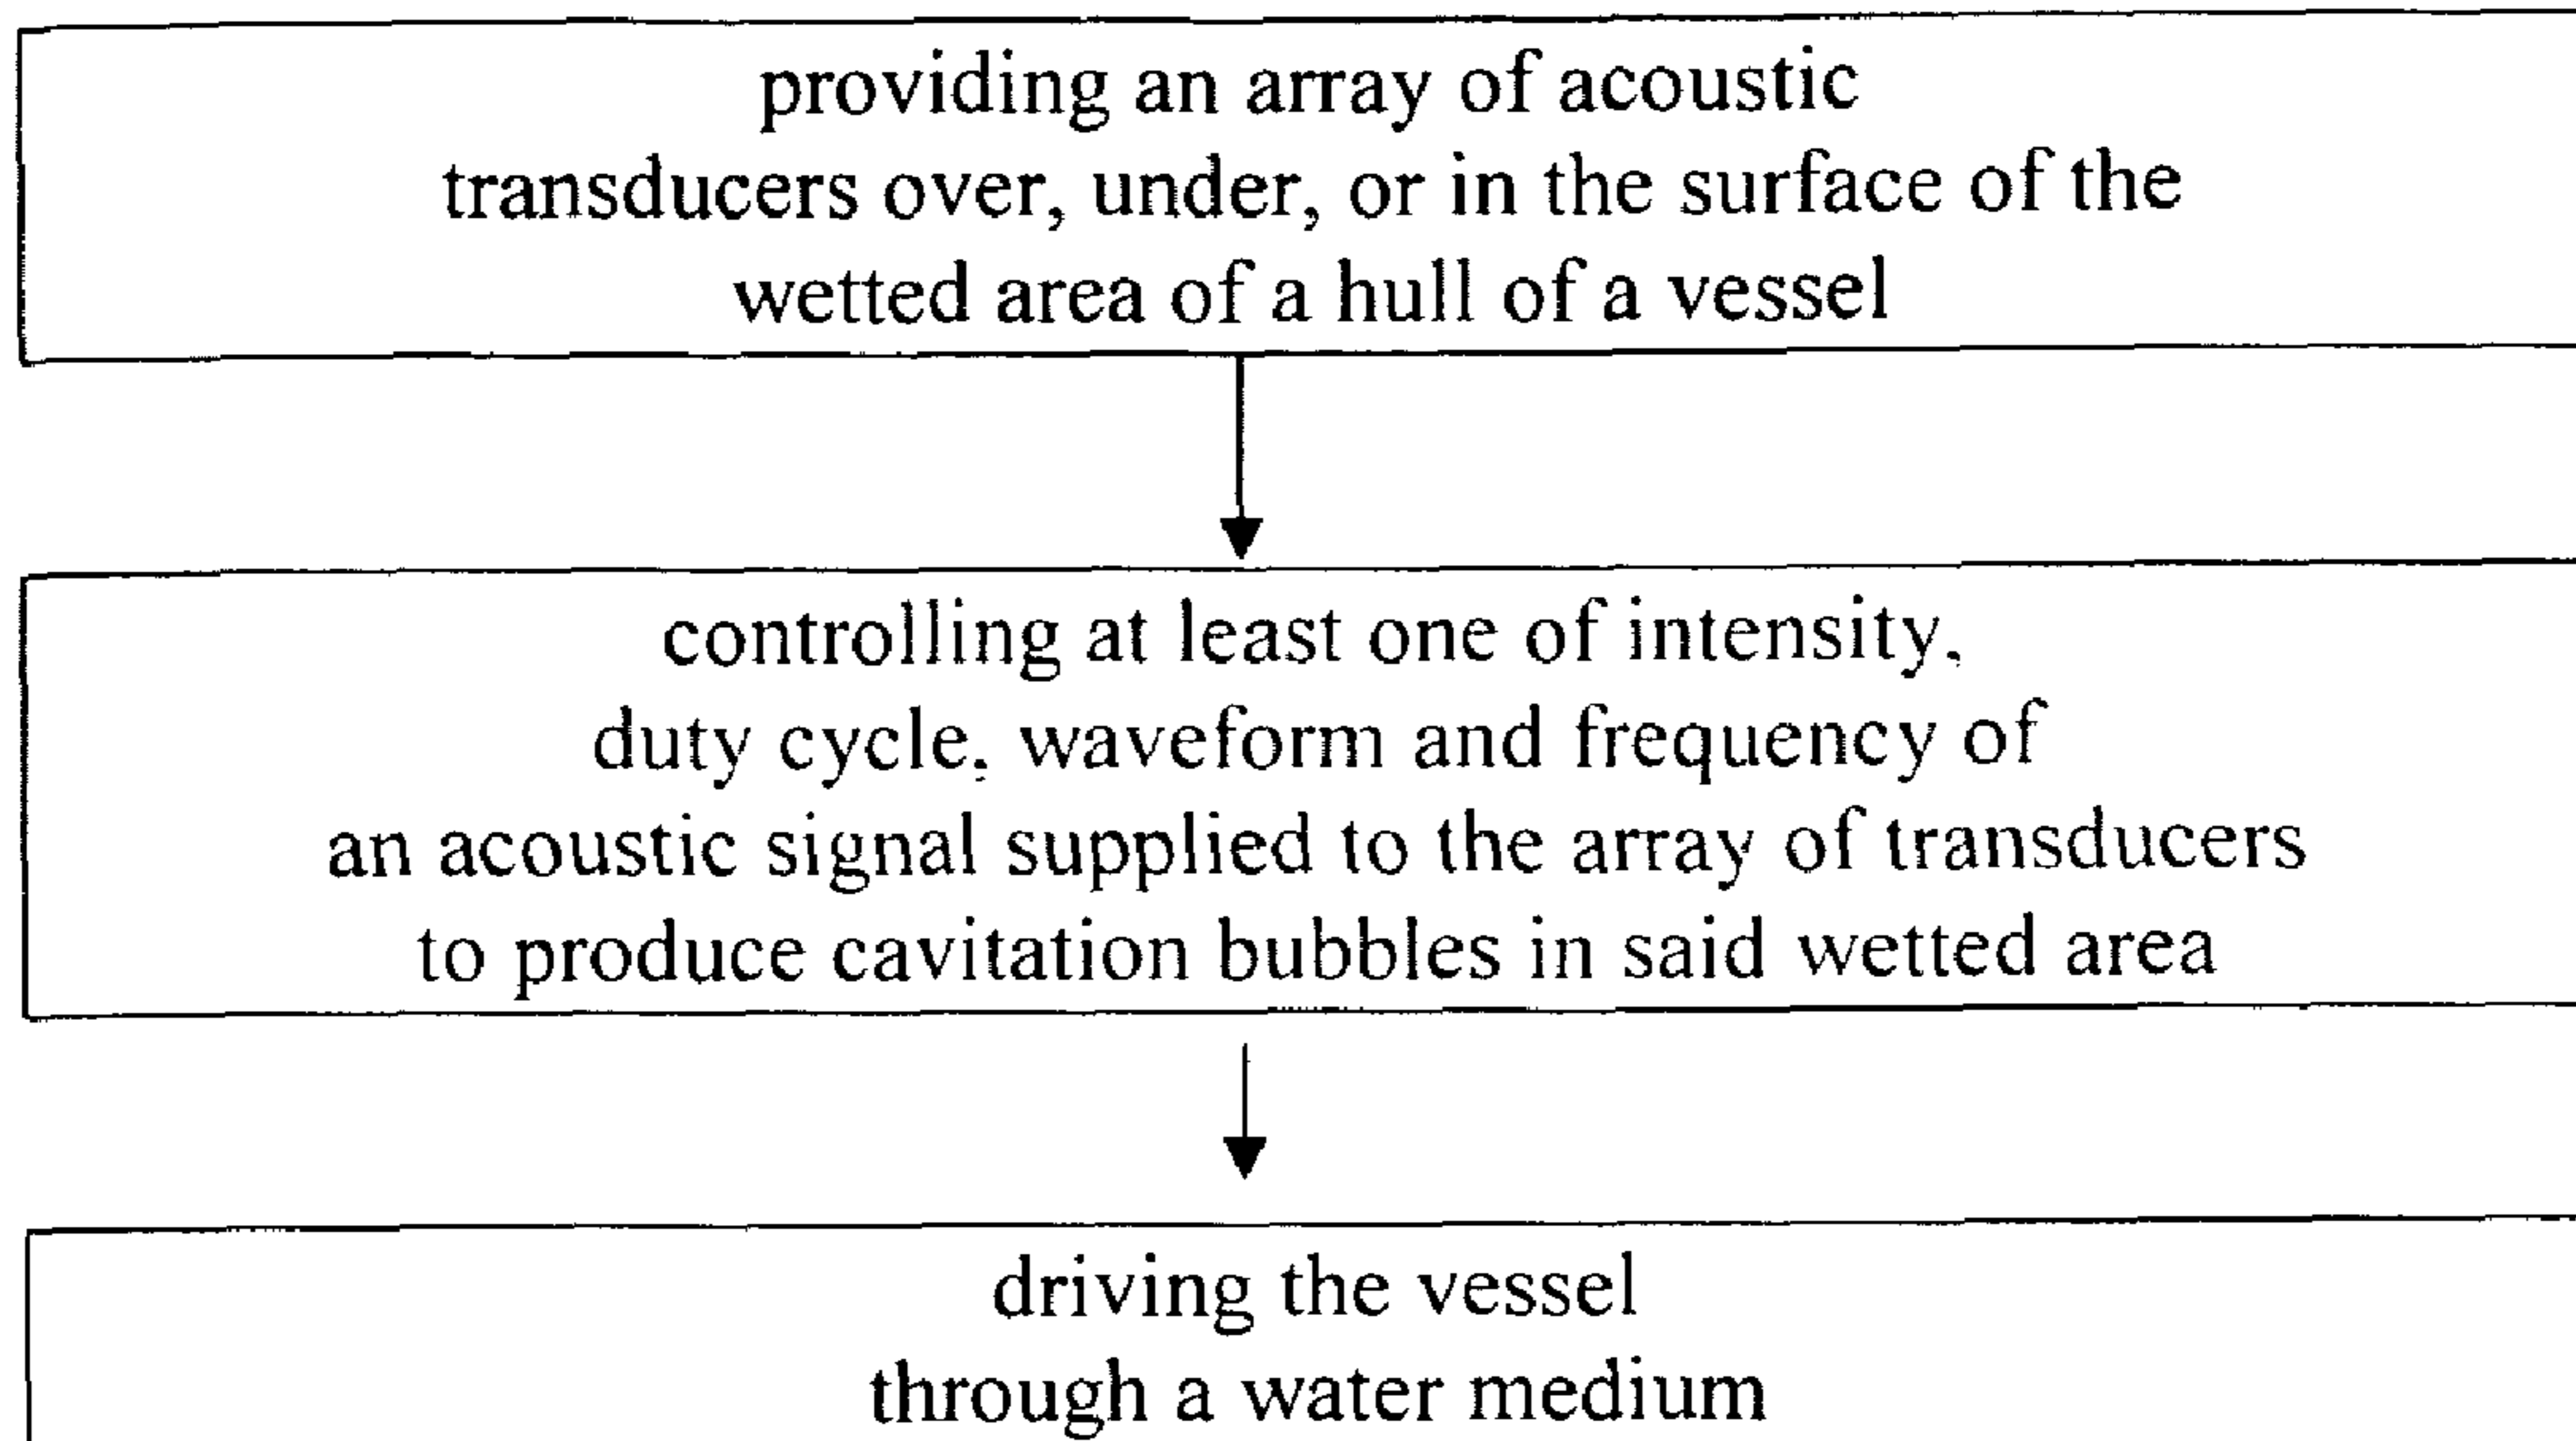 providing an array of acoustic
transducers over, under, or in the surface of the
wetted area of a hull of a vessel
controlling at least one of intensity,
duty cycle, waveform and frequency of
an acoustic signal supplied to the array of transducers
to produce cavitation bubbles in said wetted area
driving the vessel
through a water medium